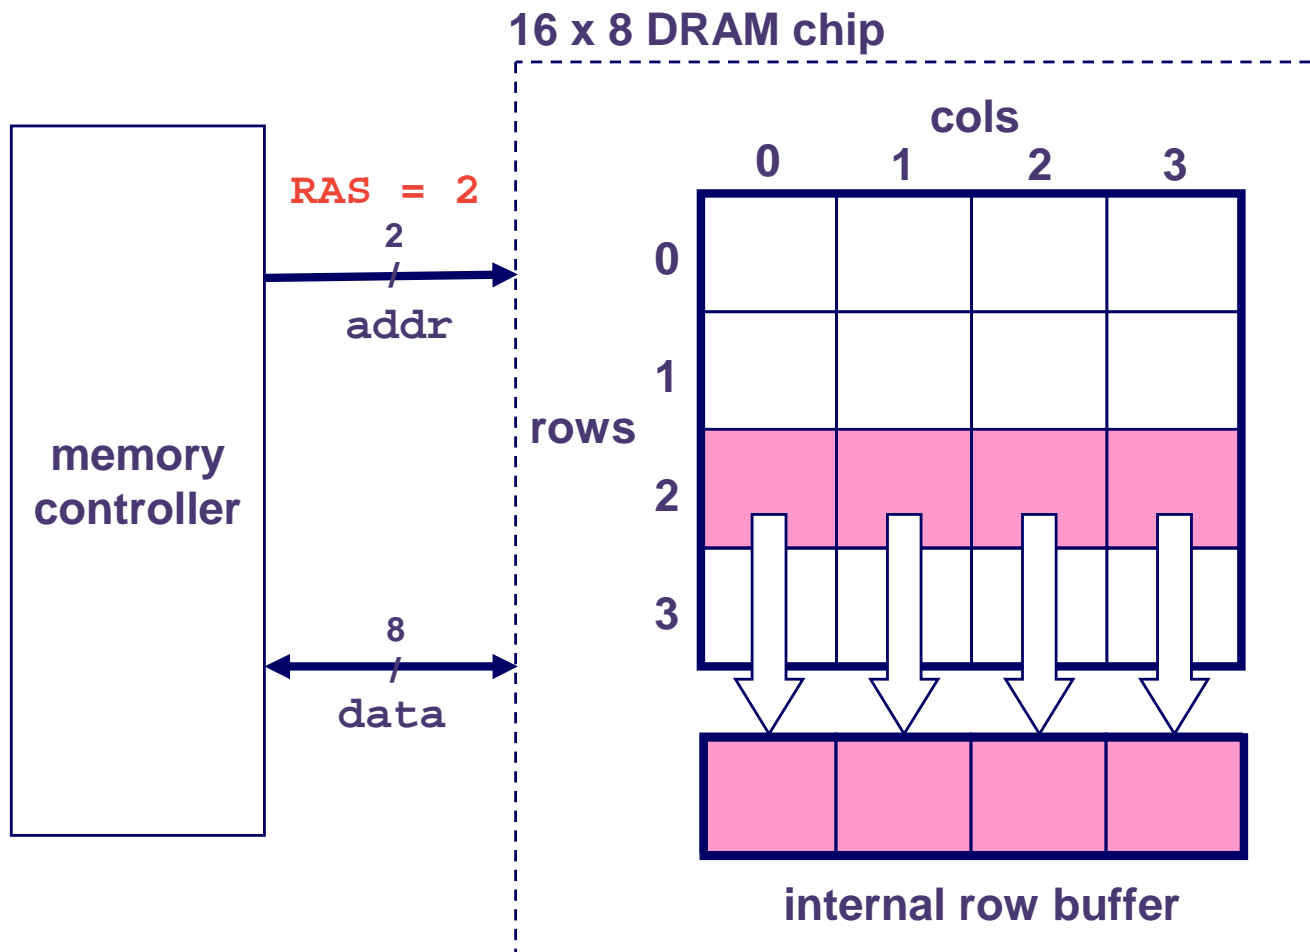 16 x 8 DRAM chip
cols
0 1 2 3
RAS = 2
2
addr
0
1
rows
memory
controller
2
3
8
data
internal row buffer